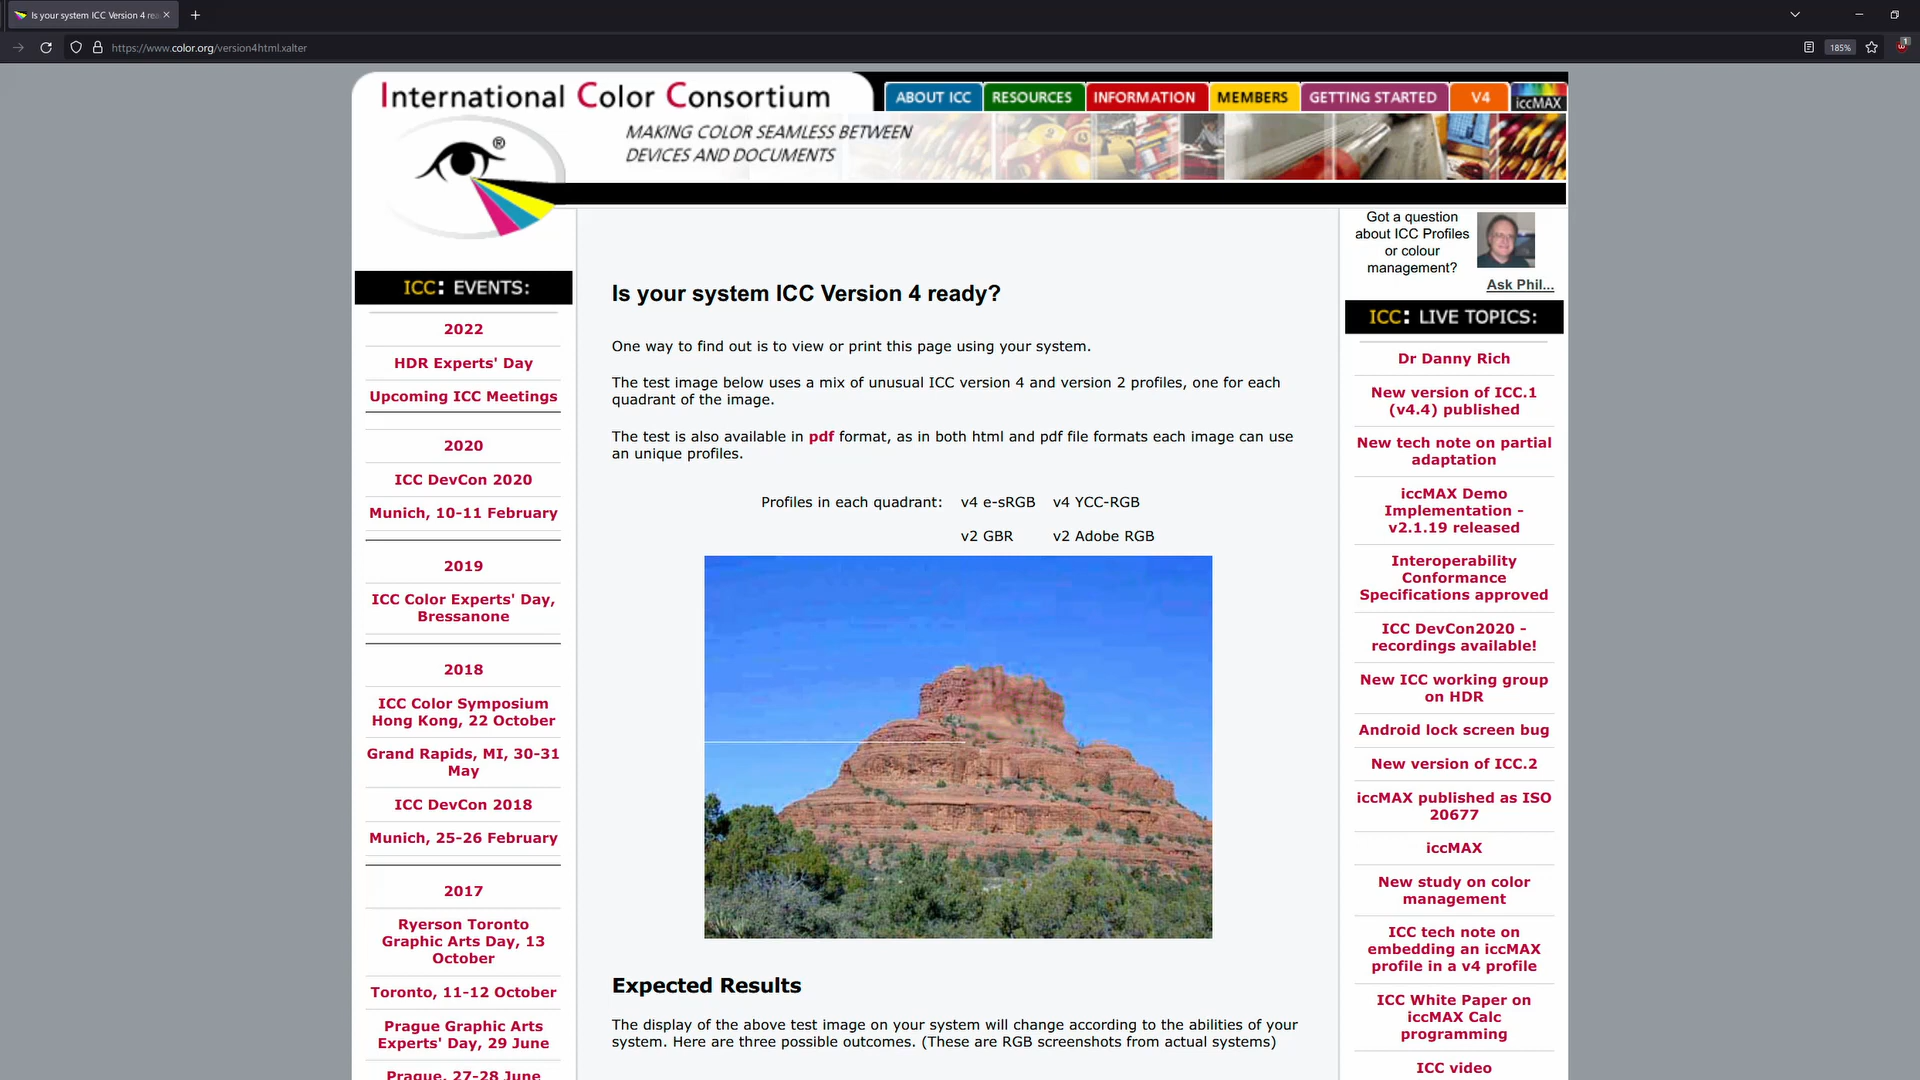 Is your system ICC Version 4 rea
https://www.color.org/version4html.xalter
185%
1
International Color Consortium
ABOUT ICC
RESOURCES
INFORMATION
MEMBERS
GETTING STARTED
V4
iccMAX
MAKING COLOR SEAMLESS BETWEEN
DEVICES AND DOCUMENTS
®
ICC: EVENTS:
2022
HDR Experts' Day
Upcoming ICC Meetings
2020
ICC DevCon 2020
Munich, 10-11 February
2019
ICC Color Experts' Day,
Bressanone
2018
ICC Color Symposium
Hong Kong, 22 October
Grand Rapids, MI, 30-31
May
ICC DevCon 2018
Munich, 25-26 February
2017
Ryerson Toronto
Graphic Arts Day, 13
October
Toronto, 11-12 October
Prague Graphic Arts
Experts' Day, 29 June
Prague, 27-28 June
Is your system ICC Version 4 ready?
One way to find out is to view or print this page using your system.
The test image below uses a mix of unusual ICC version 4 and version 2 profiles, one for each
quadrant of the image.
The test is also available in pdf format, as in both html and pdf file formats each image can use
an unique profiles.
Profiles in each quadrant: v4 e-sRGB v4 YCC-RGB
v2 GBR v2 Adobe RGB
Expected Results
The display of the above test image on your system will change according to the abilities of your
system. Here are three possible outcomes. (These are RGB screenshots from actual systems)
Got a question
about ICC Profiles
or colour
management?
Ask Phil...
ICC: LIVE TOPICS:
Dr Danny Rich
New version of ICC.1
(v4.4) published
New tech note on partial
adaptation
iccMAX Demo
Implementation -
v2.1.19 released
Interoperability
Conformance
Specifications approved
ICC DevCon2020 -
recordings available!
New ICC working group
on HDR
Android lock screen bug
New version of ICC.2
iccMAX published as ISO
20677
iccMAX
New study on color
management
ICC tech note on
embedding an iccMAX
profile in a v4 profile
ICC White Paper on
iccMAX Calc
programming
ICC video